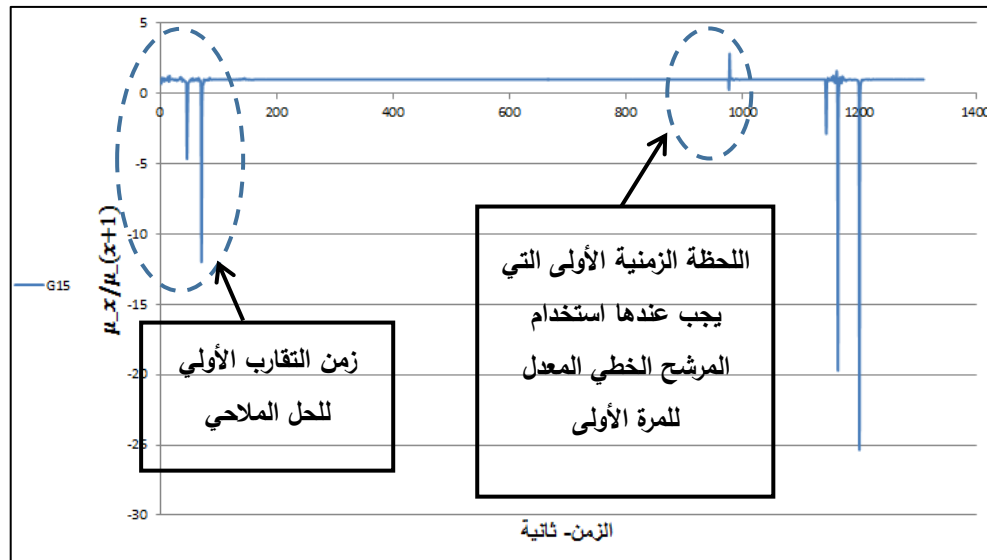 5
0
-5
-10
-15
-20
-25
-30
0
200
400
600
800
1000
1200
1400
μ_x/μ_(x+1)
G15
زمن التقارب الأولي
للحل الملاحي
اللحظة الزمنية الأولى التي
يجب عندها استخدام
المرشح الخطي المعدل
للمرة الأولى
الزمن- ثانية